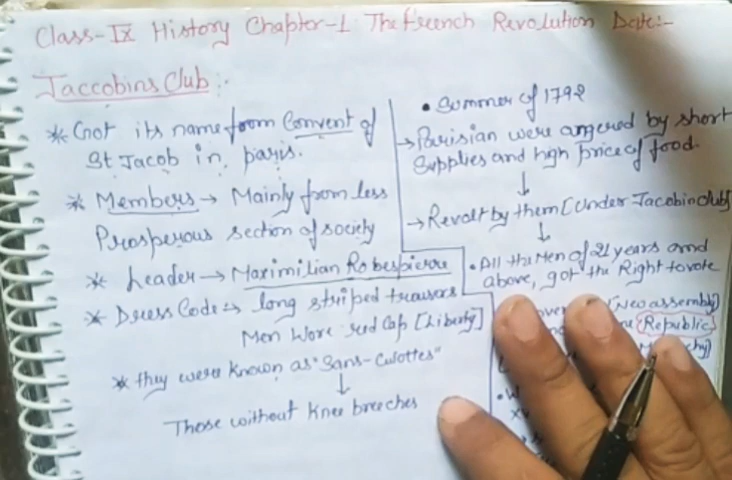 Class-IX History Chapter-1 The French Revolution Date:-
Jaccobins Club:-
* Got its name from Convent of
St Jacob in paris.
* Members → Mainly from less
Prosperous section of society
* Leader → Maximilian Robespierre
* Dress Code:→ long striped trousers
Men Wore red Cap [Liberty]
* they were known as "Sans-Culottes"
↓
Those without knee breeches
• Summer of 1792
→ Parisian were angered by short
Supplies and high price of food.
↓
→ Revolt by them [Under Jacobin club]
↓
• All the Men of 21 years and
above, got the Right to vote
(New assembly)
Republic